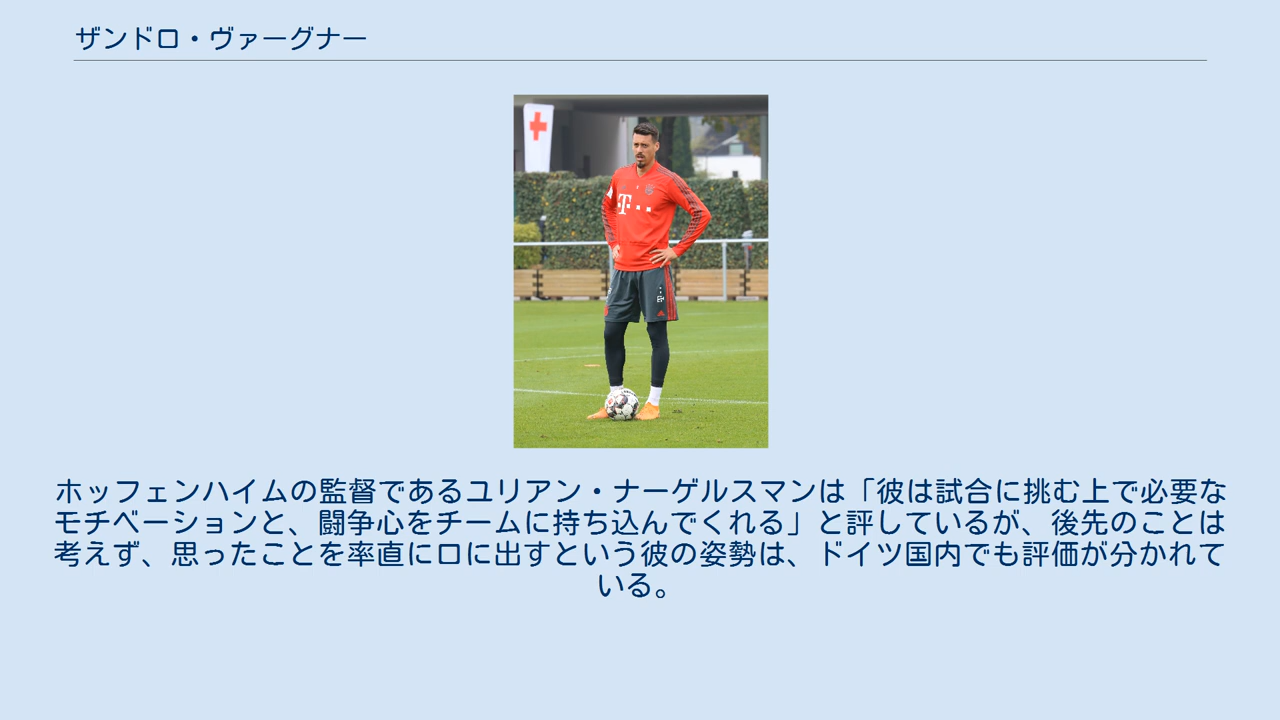 ザンドロ・ヴァーグナー
T
ホッフェンハイムの監督であるユリアン・ナーゲルスマンは「彼は試合に挑む上で必要な
モチベーションと、闘争心をチームに持ち込んでくれる」と評しているが、後先のことは
考えず、思ったことを率直に口に出すという彼の姿勢は、ドイツ国内でも評価が分かれて
いる。